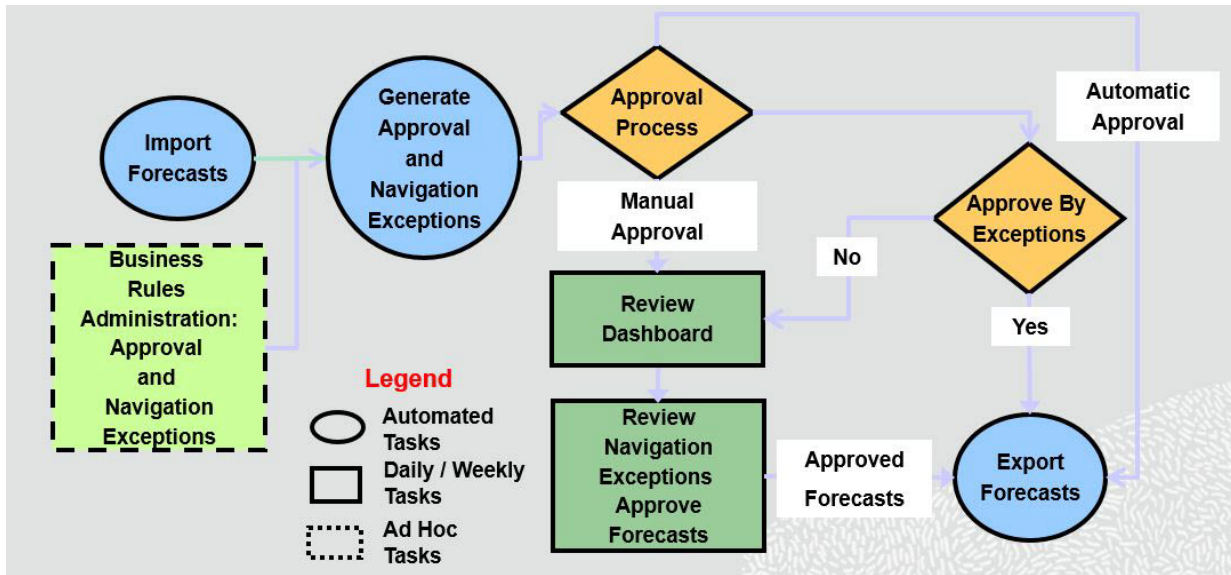 Import
Forecasts
Business
Rules
Administration:
Approval
and
Navigation
Exceptions
Generate
Approval
and
Navigation
Exceptions
Approval
Process
Automatic
Approval
Manual
Approval
Approve By
Exceptions
No
Yes
Review
Dashboard
Review
Navigation
Exceptions
Approve
Forecasts
Approved
Forecasts
Export
Forecasts
Legend
Automated
Tasks
Daily / Weekly
Tasks
Ad Hoc
Tasks